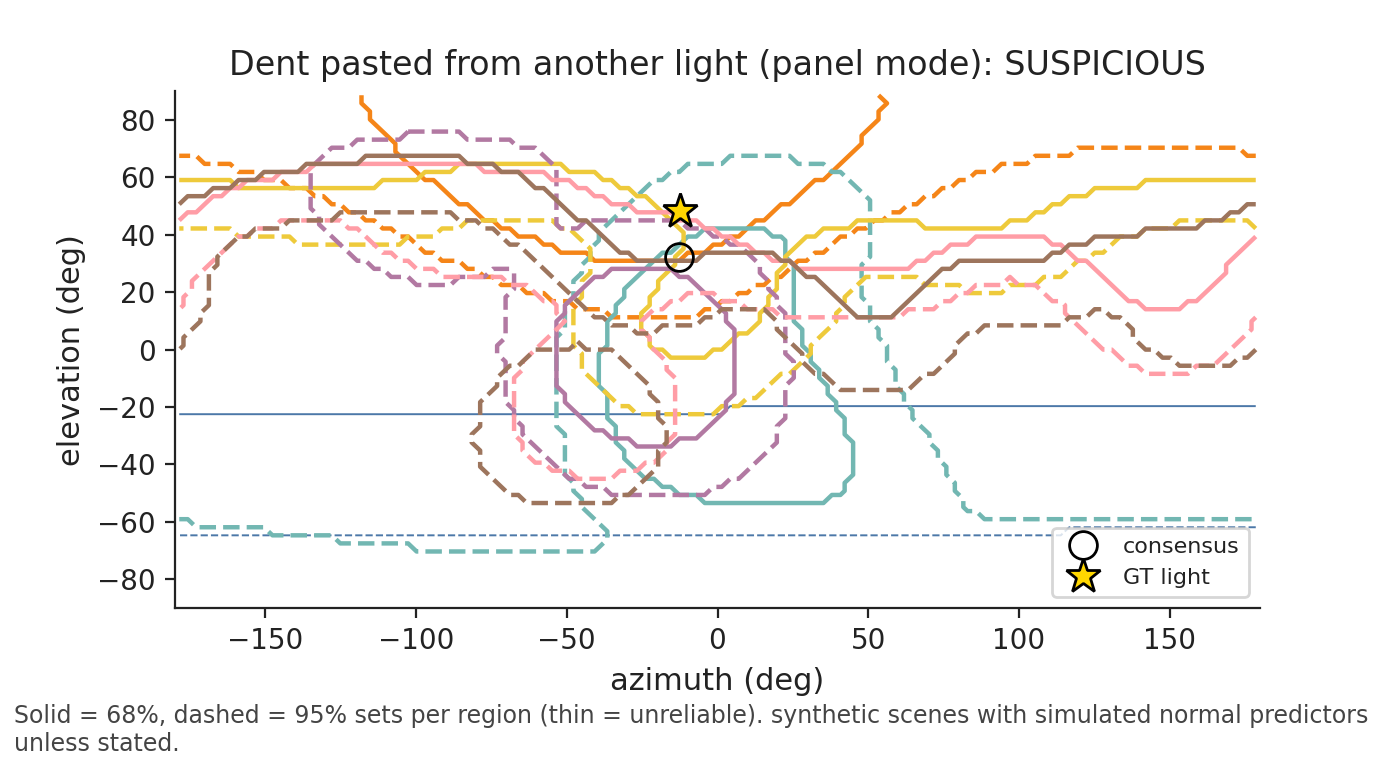 Dent pasted from another light (panel mode): SUSPICIOUS
80
60
40
20
0
−20
−40
−60
−80
elevation (deg)
−150
−100
−50
0
50
100
150
azimuth (deg)
consensus
GT light
Solid = 68%, dashed = 95% sets per region (thin = unreliable). synthetic scenes with simulated normal predictors
unless stated.